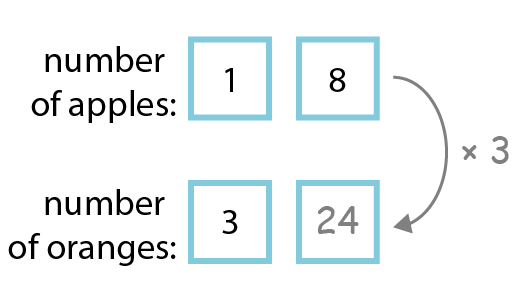 number
of apples:
1 8
× 3
number
of oranges:
3 24